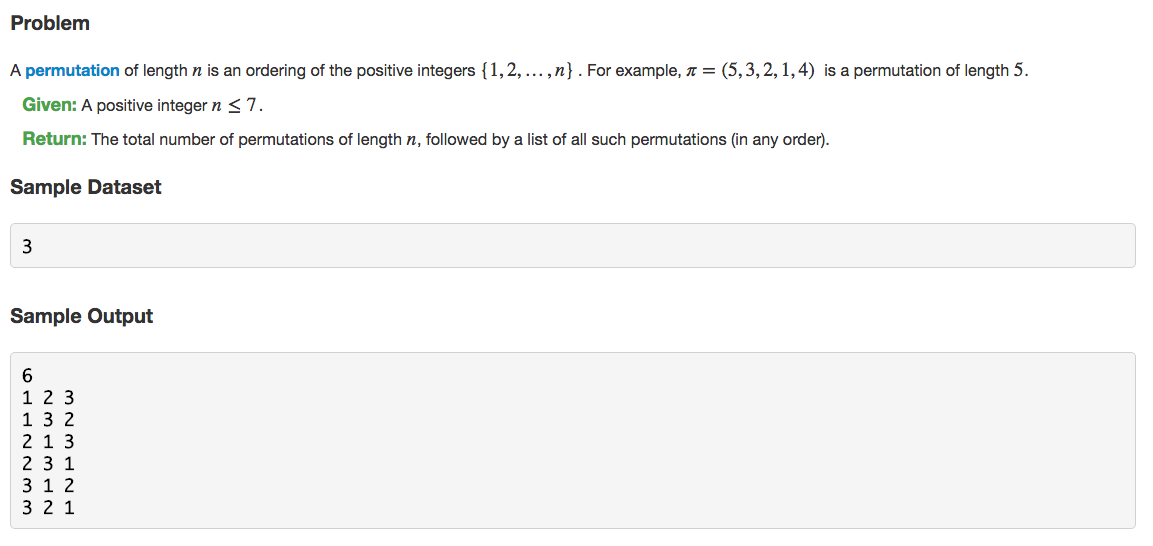 Problem
A permutation of length n is an ordering of the positive integers {1, 2, … , n} . For example, π = (5, 3, 2, 1, 4) is a permutation of length 5.
Given: A positive integer n ≤ 7.
Return: The total number of permutations of length n, followed by a list of all such permutations (in any order).
Sample Dataset
3
Sample Output
6
1 2 3
1 3 2
2 1 3
2 3 1
3 1 2
3 2 1